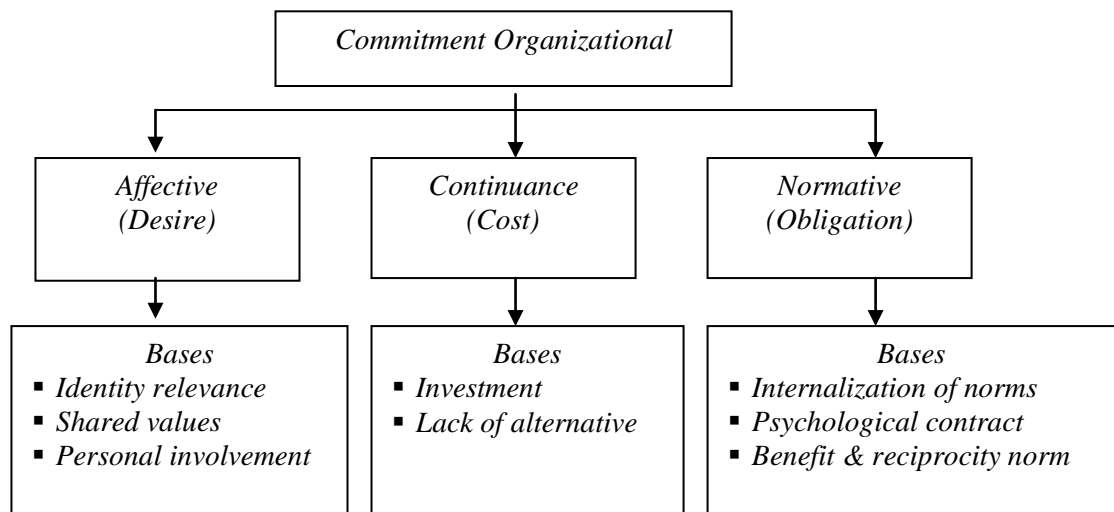 Commitment Organizational
Affective
(Desire)
Continuance
(Cost)
Normative
(Obligation)
Bases
▪ Identity relevance
▪ Shared values
▪ Personal involvement
Bases
▪ Investment
▪ Lack of alternative
Bases
▪ Internalization of norms
▪ Psychological contract
▪ Benefit & reciprocity norm